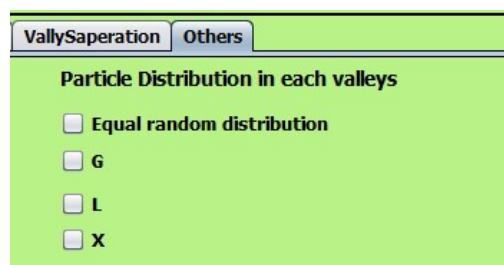 VallySaperation Others
Particle Distribution in each valleys
Equal random distribution
G
L
X